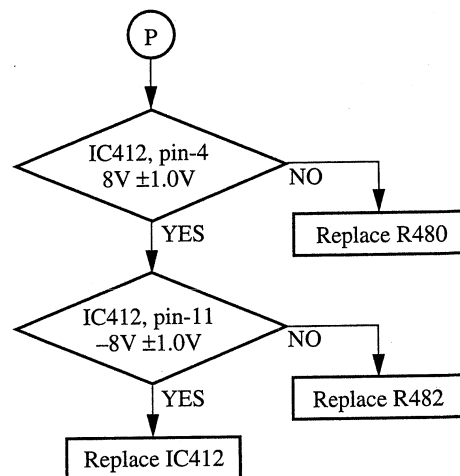 P
IC412, pin-4
8V ±1.0V
NO
YES
Replace R480
IC412, pin-11
–8V ±1.0V
NO
YES
Replace R482
Replace IC412